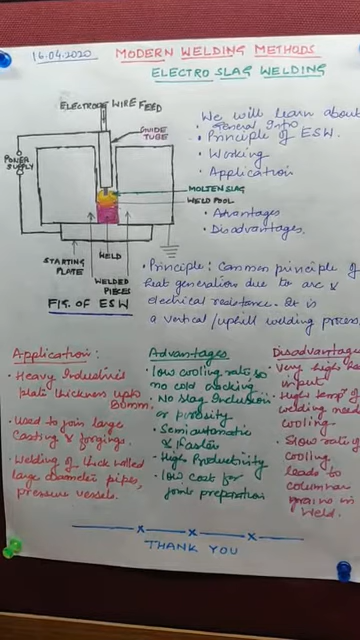 16.04.2020
MODERN WELDING METHODS
ELECTRO SLAG WELDING
ELECTRODE WIRE FEED
GUIDE
TUBE
POWER
SUPPLY
MOLTEN SLAG
WELD POOL
WELD
STARTING
PLATE
WELDED
PIECES
FIG. OF ESW
We will learn about
• General Info
• Principle of ESW.
• Working
• Application
• Advantages
• Disadvantages.
• Principle: Common principle of
heat generation due to arc &
electrical resistance. It is
a vertical/uphill welding process
Application:
• Heavy Industries
plate thickness upto
80mm.
• Used to join large
casting & forgings.
• Welding of thick walled
large diameter pipes,
pressure vessels.
Advantages
• low cooling rate so
no cold cracking.
• No slag Inclusion
or porosity
• Semiautomatic
& Faster
• High Productivity
• low cost for
joint preparation
Disadvantage
• Very high
input
• High temp of
welding need
cooling
• Slow rate of
cooling
leads to
columnar
grains in
weld.
THANK YOU